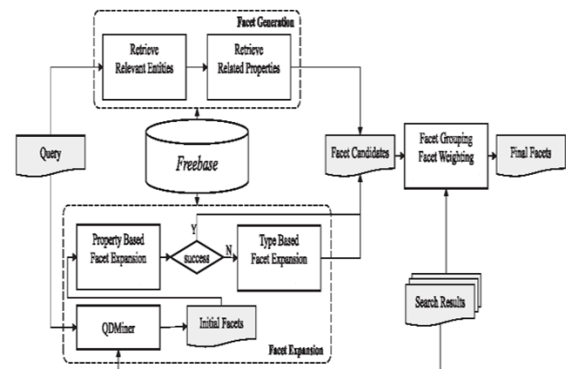 Facet Generation
Retrieve
Relevant Entities
Retrieve
Related Properties
Query
Freebase
Facet Candidates
Facet Grouping
Facet Weighting
Final Facets
Property Based
Facet Expansion
Y
success
N
Type Based
Facet Expansion
QDMiner
Initial Facets
Search Results
Facet Expansion